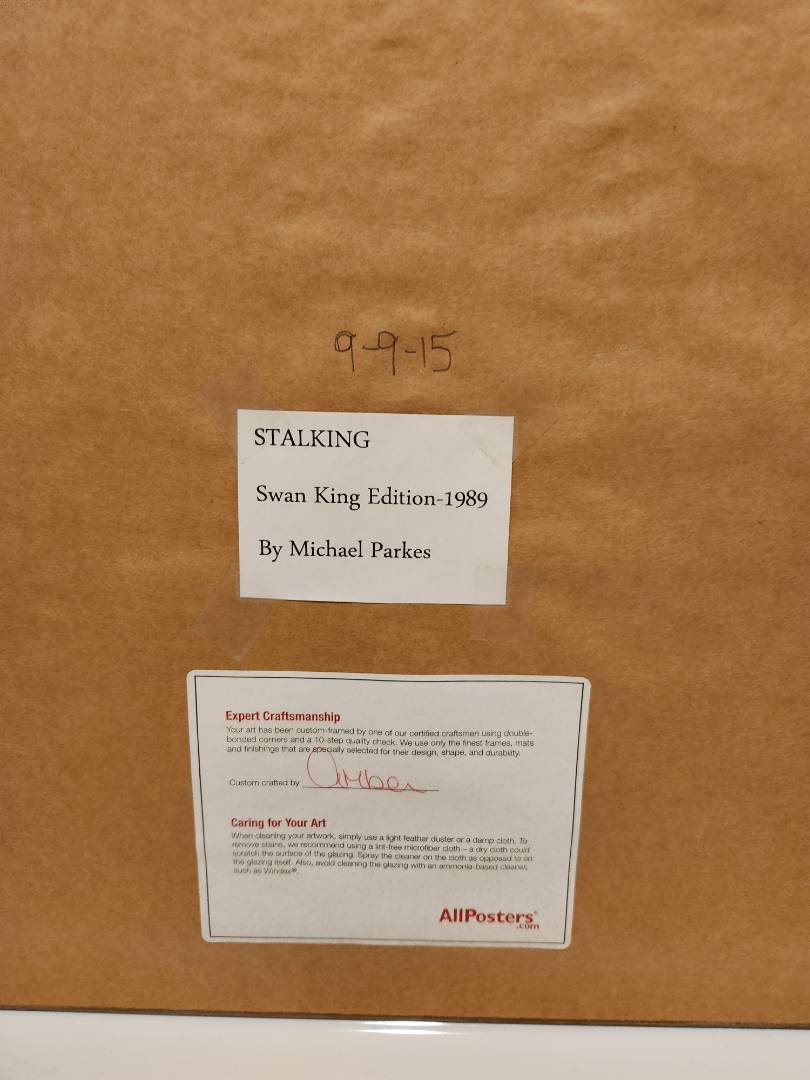 9-9-15
STALKING
Swan King Edition-1989
By Michael Parkes
Expert Craftsmanship
Your art has been custom-framed by one of our certified craftsmen using double-
bonded corners and a 10-step quality check. We use only the finest frames, mats
and finishings that are specially selected for their design, shape, and durability.
Custom crafted by Amber
Caring for Your Art
When cleaning your artwork, simply use a light feather duster or a damp cloth. To
remove stains, we recommend using a lint-free microfiber cloth – a dry cloth could
scratch the surface of the glazing. Spray the cleaner on the cloth as opposed to on
the glazing itself. Also, avoid cleaning the glazing with an ammonia-based cleaner,
such as Windex®.
AllPosters®
.com